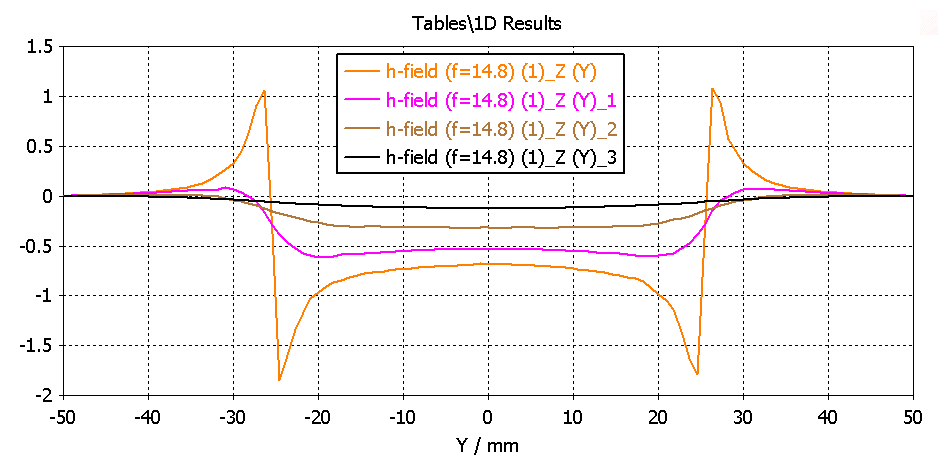 Tables\1D Results
1.5
h-field (f=14.8) (1)_Z (Y)
1
h-field (f=14.8) (1)_Z (Y)_1
0.5
h-field (f=14.8) (1)_Z (Y)_2
h-field (f=14.8) (1)_Z (Y)_3
0
-0.5
-1
-1.5
-2
-50 -40 -30 -20 -10 0 10 20 30 40 50
Y / mm